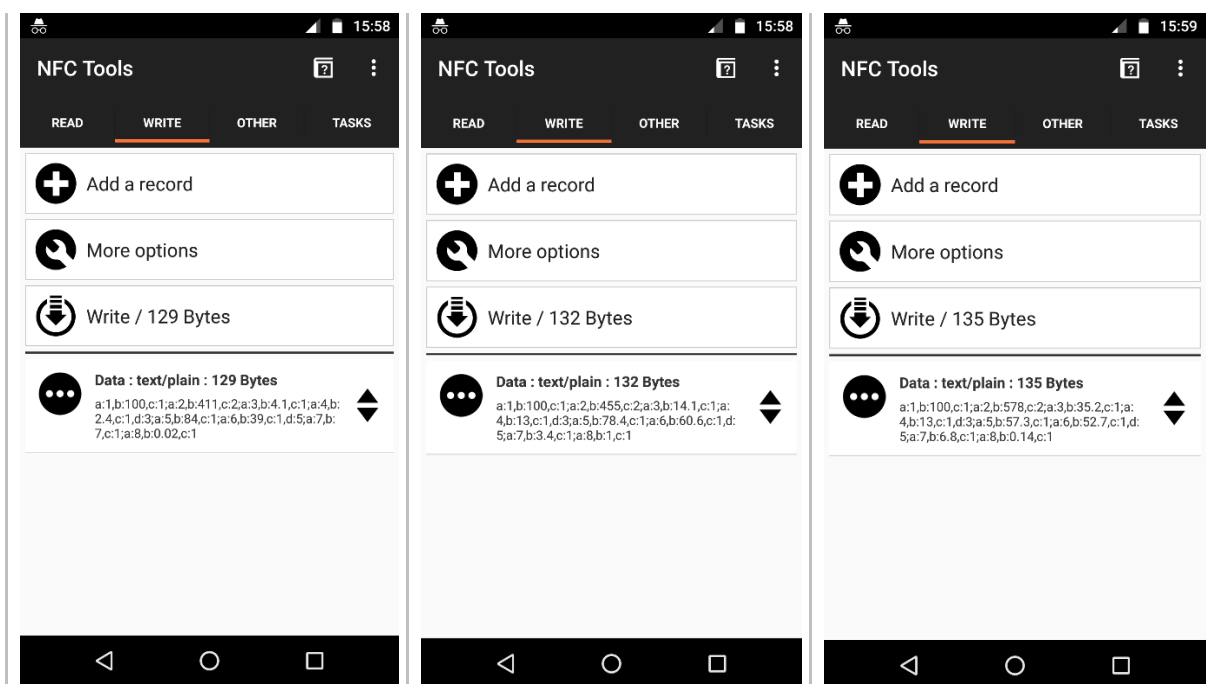 15:58
NFC Tools
READ WRITE OTHER TASKS
Add a record
More options
Write / 129 Bytes
Data : text/plain : 129 Bytes
a:1,b:100,c:1;a:2,b:411,c:2;a:3,b:4.1,c:1;a:4,b:
2.4,c:1,d:3;a:5,b:84,c:1;a:6,b:39,c:1,d:5;a:7,b:
7,c:1;a:8,b:0.02,c:1
15:58
NFC Tools
READ WRITE OTHER TASKS
Add a record
More options
Write / 132 Bytes
Data : text/plain : 132 Bytes
a:1,b:100,c:1;a:2,b:455,c:2;a:3,b:14.1,c:1;a:
4,b:13,c:1,d:3;a:5,b:78.4,c:1;a:6,b:60.6,c:1,d:
5;a:7,b:3.4,c:1;a:8,b:1,c:1
15:59
NFC Tools
READ WRITE OTHER TASKS
Add a record
More options
Write / 135 Bytes
Data : text/plain : 135 Bytes
a:1,b:100,c:1;a:2,b:578,c:2;a:3,b:35.2,c:1;a:
4,b:13,c:1,d:3;a:5,b:57.3,c:1;a:6,b:52.7,c:1,d:
5;a:7,b:6.8,c:1;a:8,b:0.14,c:1